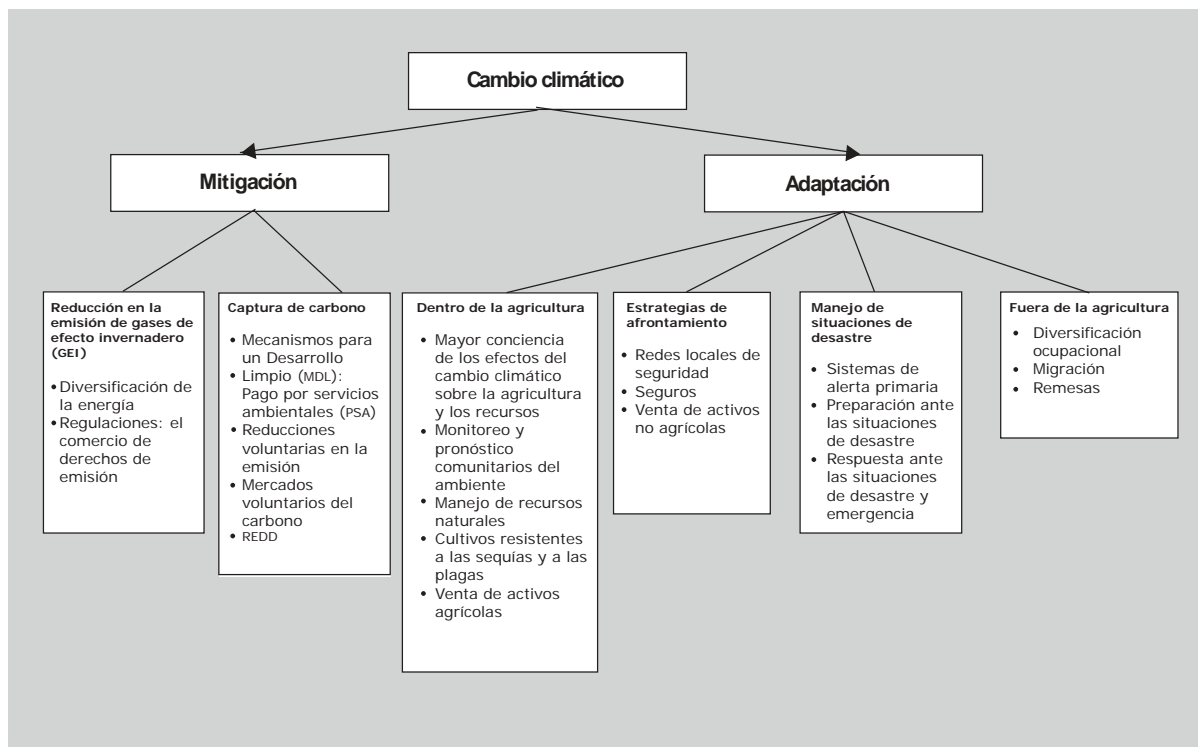 Cambio climático
Mitigación
Adaptación
Reducción en la
emisión de gases de
efecto invernadero
(GEI)
• Diversificación de
la energía
• Regulaciones: el
comercio de
derechos de
emisión
Captura de carbono
• Mecanismos para
un Desarrollo
• Limpio (MDL):
Pago por servicios
ambientales (PSA)
• Reducciones
voluntarias en la
emisión
• Mercados
voluntarios del
carbono
• REDD
Dentro de la agricultura
• Mayor conciencia
de los efectos del
cambio climático
sobre la agricultura
y los recursos
• Monitoreo y
pronóstico
comunitarios del
ambiente
• Manejo de recursos
naturales
• Cultivos resistentes
a las sequías y a las
plagas
• Venta de activos
agrícolas
Estrategias de
afrontamiento
• Redes locales de
seguridad
• Seguros
• Venta de activos
no agrícolas
Manejo de
situaciones de
desastre
• Sistemas de
alerta primaria
• Preparación ante
las situaciones
de desastre
• Respuesta ante
las situaciones
de desastre y
emergencia
Fuera de la agricultura
• Diversificación
ocupacional
• Migración
• Remesas